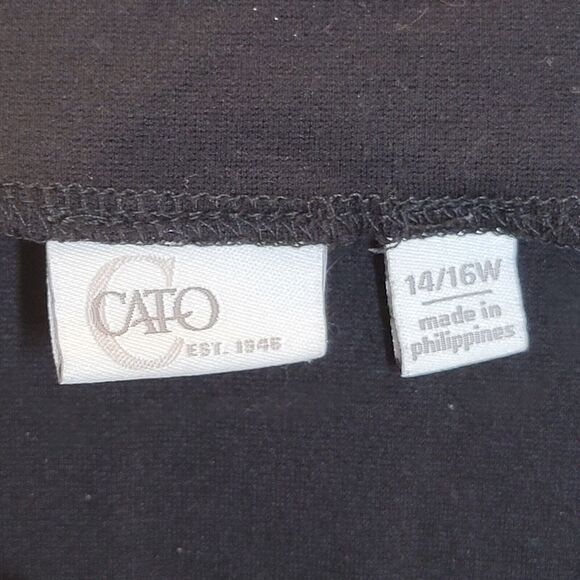 C
CATO
EST. 1946
14/16W
made in
philippines